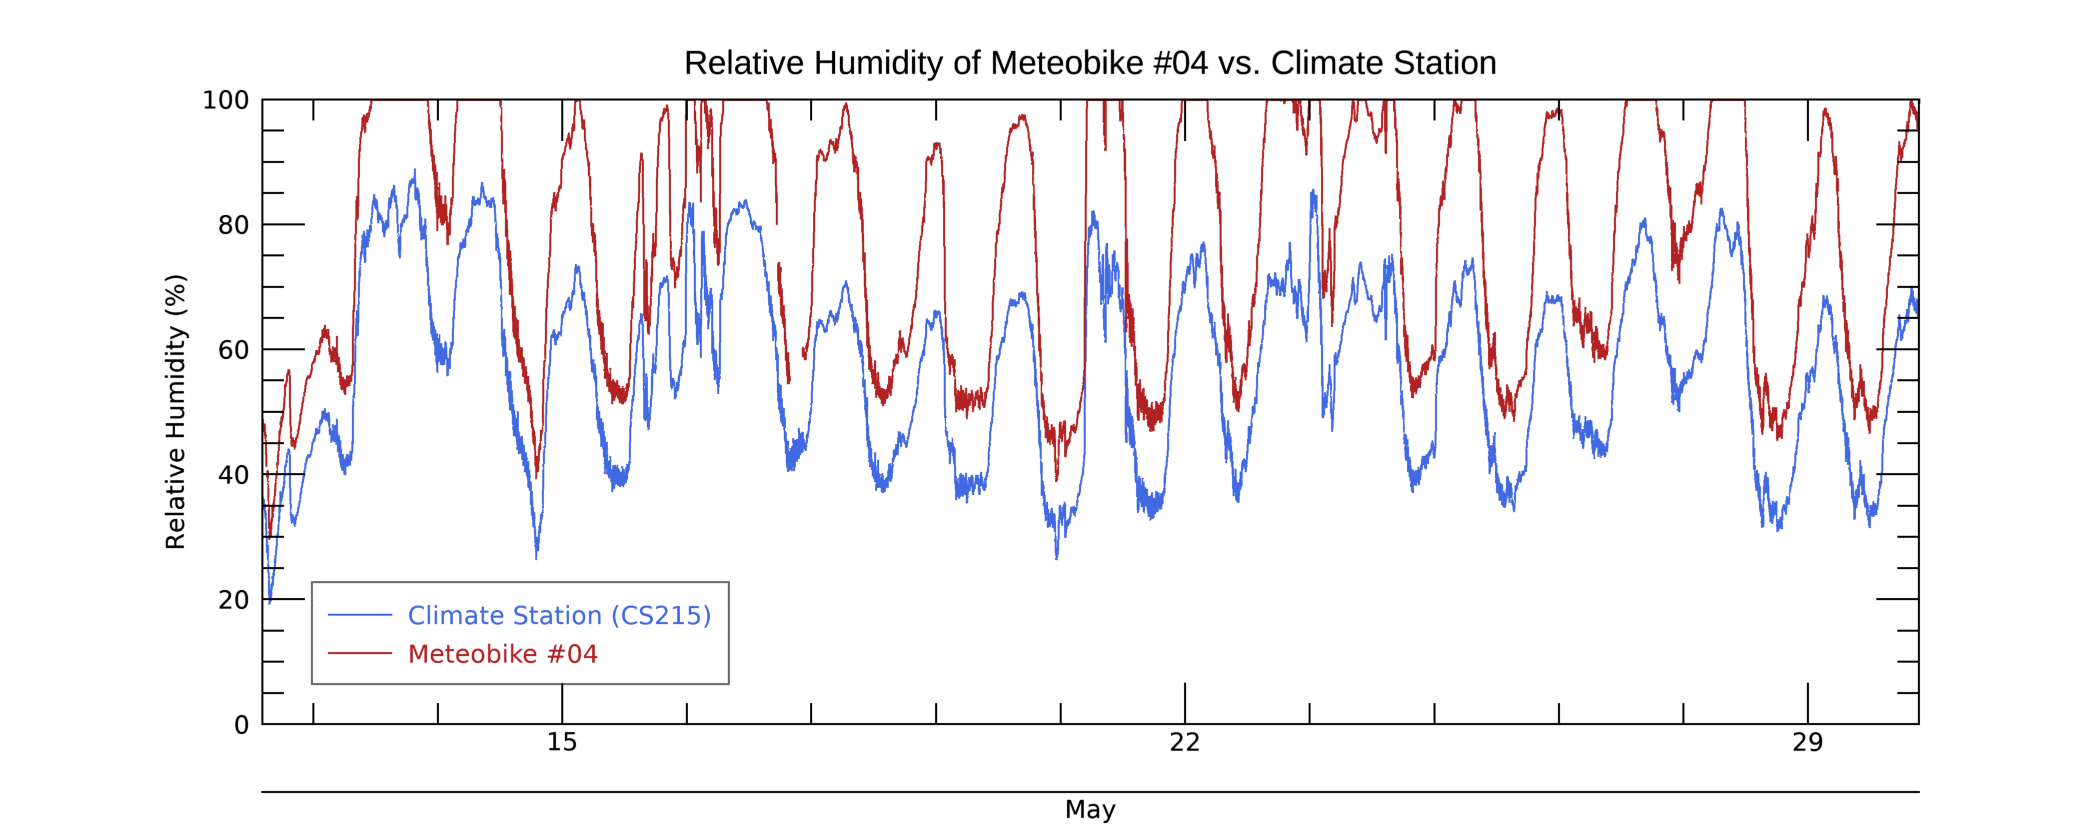 Relative Humidity of Meteobike #04 vs. Climate Station
Relative Humidity (%)
100
80
60
40
20
0
Climate Station (CS215)
Meteobike #04
15
22
29
May